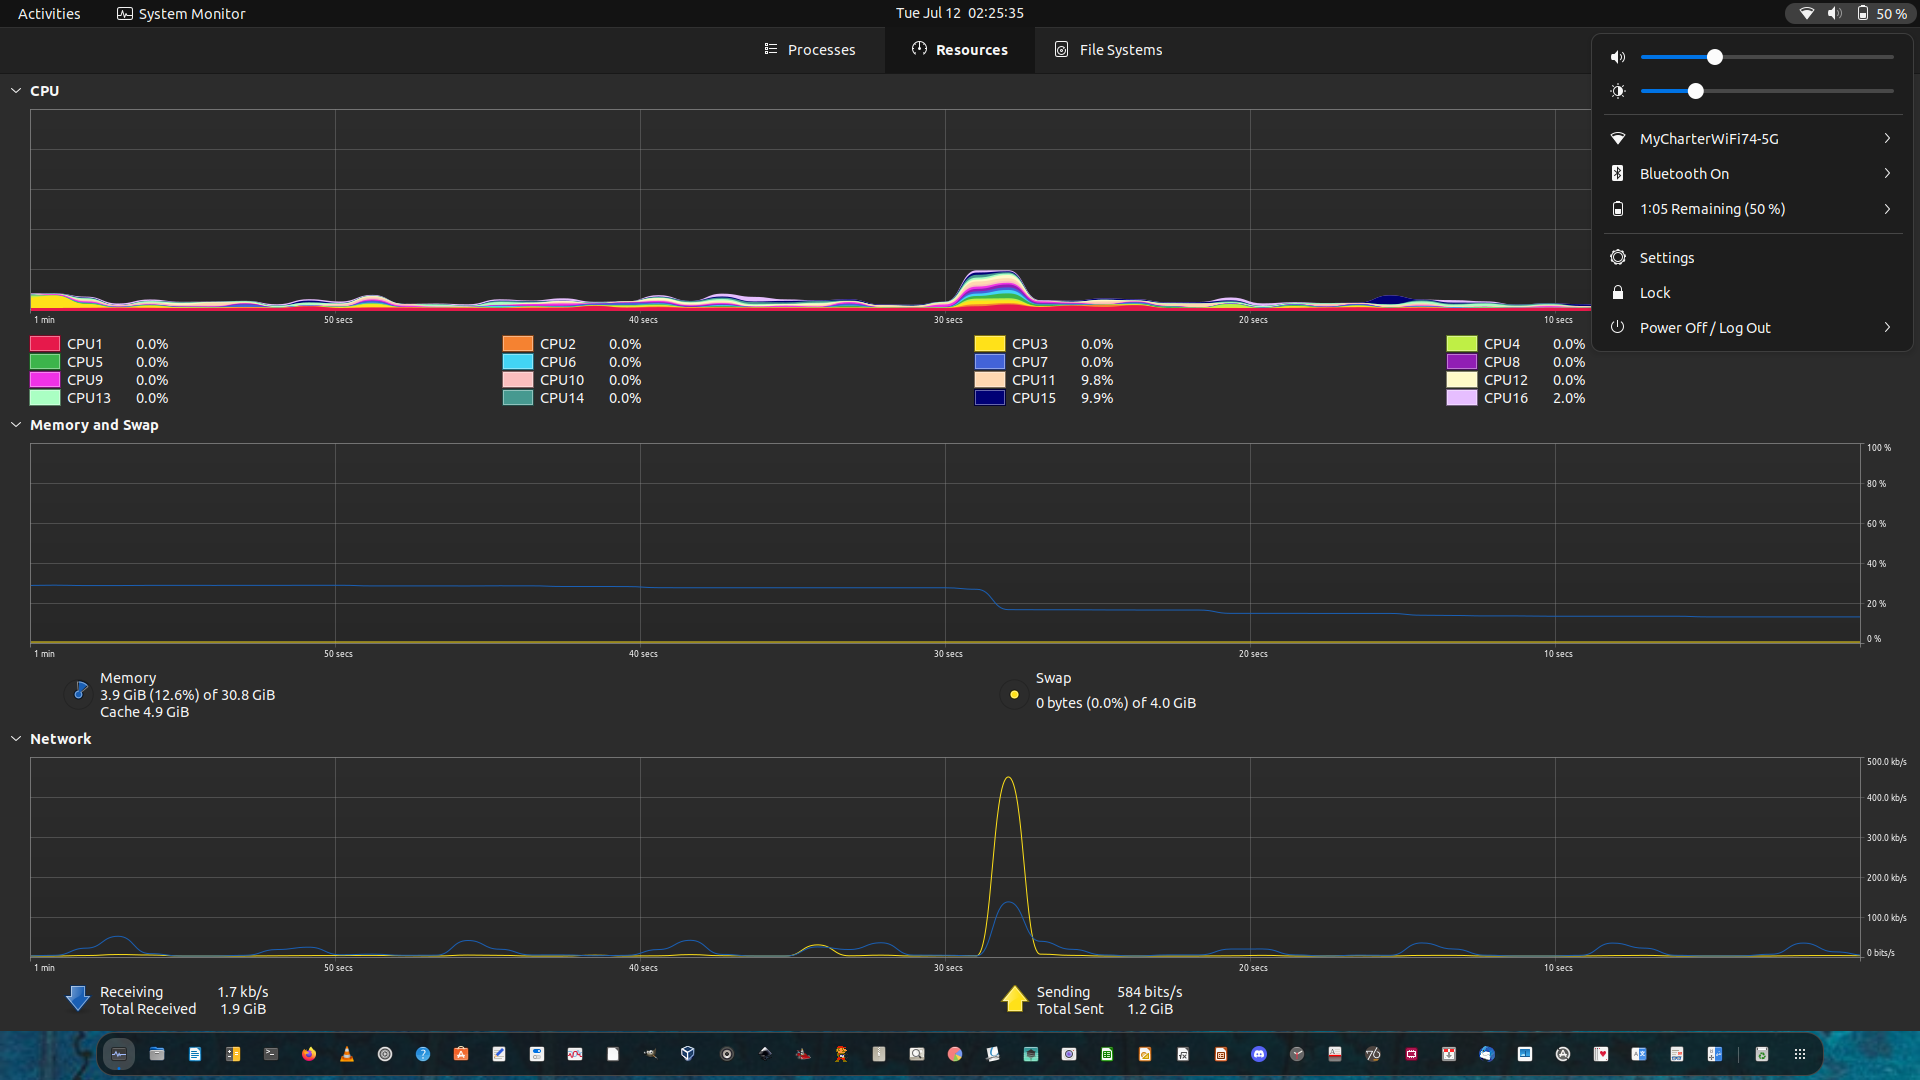 Activities
System Monitor
Tue Jul 12  02:25:35
50 %
Processes
Resources
File Systems
MyCharterWiFi74-5G
Bluetooth On
1:05 Remaining (50 %)
Settings
Lock
Power Off / Log Out
CPU
1 min
50 secs
40 secs
30 secs
20 secs
10 secs
CPU1 0.0%
CPU2 0.0%
CPU3 0.0%
CPU4 0.0%
CPU5 0.0%
CPU6 0.0%
CPU7 0.0%
CPU8 0.0%
CPU9 0.0%
CPU10 0.0%
CPU11 9.8%
CPU12 0.0%
CPU13 0.0%
CPU14 0.0%
CPU15 9.9%
CPU16 2.0%
Memory and Swap
100 %
80 %
60 %
40 %
20 %
0 %
1 min
50 secs
40 secs
30 secs
20 secs
10 secs
Memory
3.9 GiB (12.6%) of 30.8 GiB
Cache 4.9 GiB
Swap
0 bytes (0.0%) of 4.0 GiB
Network
500.0 kb/s
400.0 kb/s
300.0 kb/s
200.0 kb/s
100.0 kb/s
0 bits/s
1 min
50 secs
40 secs
30 secs
20 secs
10 secs
Receiving 1.7 kb/s
Total Received 1.9 GiB
Sending 584 bits/s
Total Sent 1.2 GiB
76